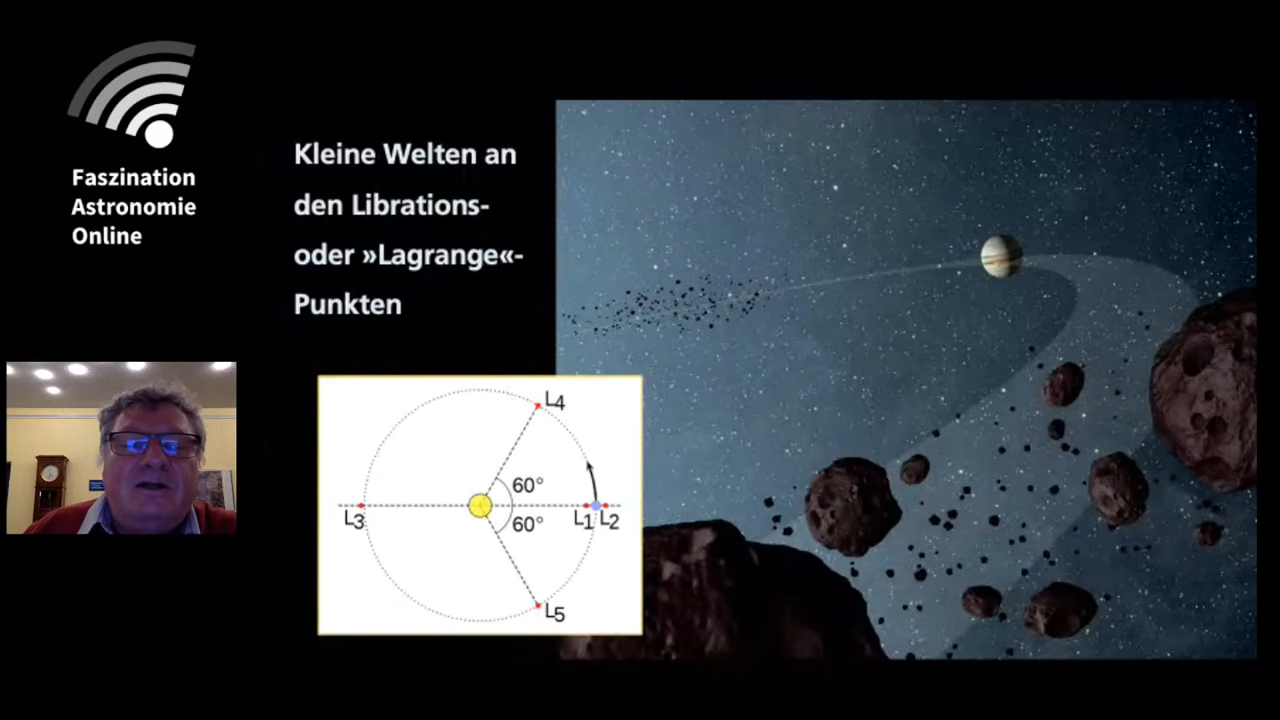 Faszination
Astronomie
Online
Kleine Welten an
den Librations-
oder »Lagrange«-
Punkten
L4
60°
60°
L3
L1
L2
L5